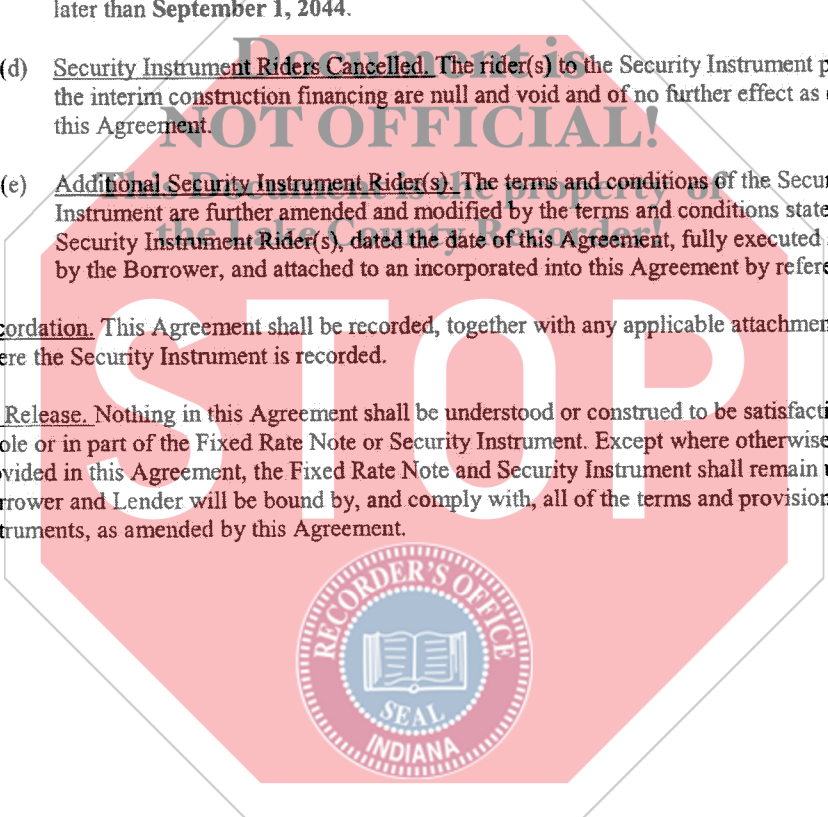 later than September 1, 2044.
Document is
(d) Security Instrument Riders Cancelled. The rider(s) to the Security Instrument
the interim construction financing are null and void and of no further effect as
this Agreement.
NOT OFFICIAL!
This Document is the property of
(e) Additional Security Instrument Rider(s). The terms and conditions of the Secu
Instrument are further amended and modified by the terms and conditions state
the Lake County Recorder!
Security Instrument Rider(s), dated the date of this Agreement, fully executed
by the Borrower, and attached to an incorporated into this Agreement by refere
cordation. This Agreement shall be recorded, together with any applicable attachmen
ere the Security Instrument is recorded.
STOP
Release. Nothing in this Agreement shall be understood or construed to be satisfacti
ole or in part of the Fixed Rate Note or Security Instrument. Except where otherwise
vided in this Agreement, the Fixed Rate Note and Security Instrument shall remain
rrower and Lender will be bound by, and comply with, all of the terms and provision
truments, as amended by this Agreement.
RECORDER'S OFFICE
SEAL
INDIANA